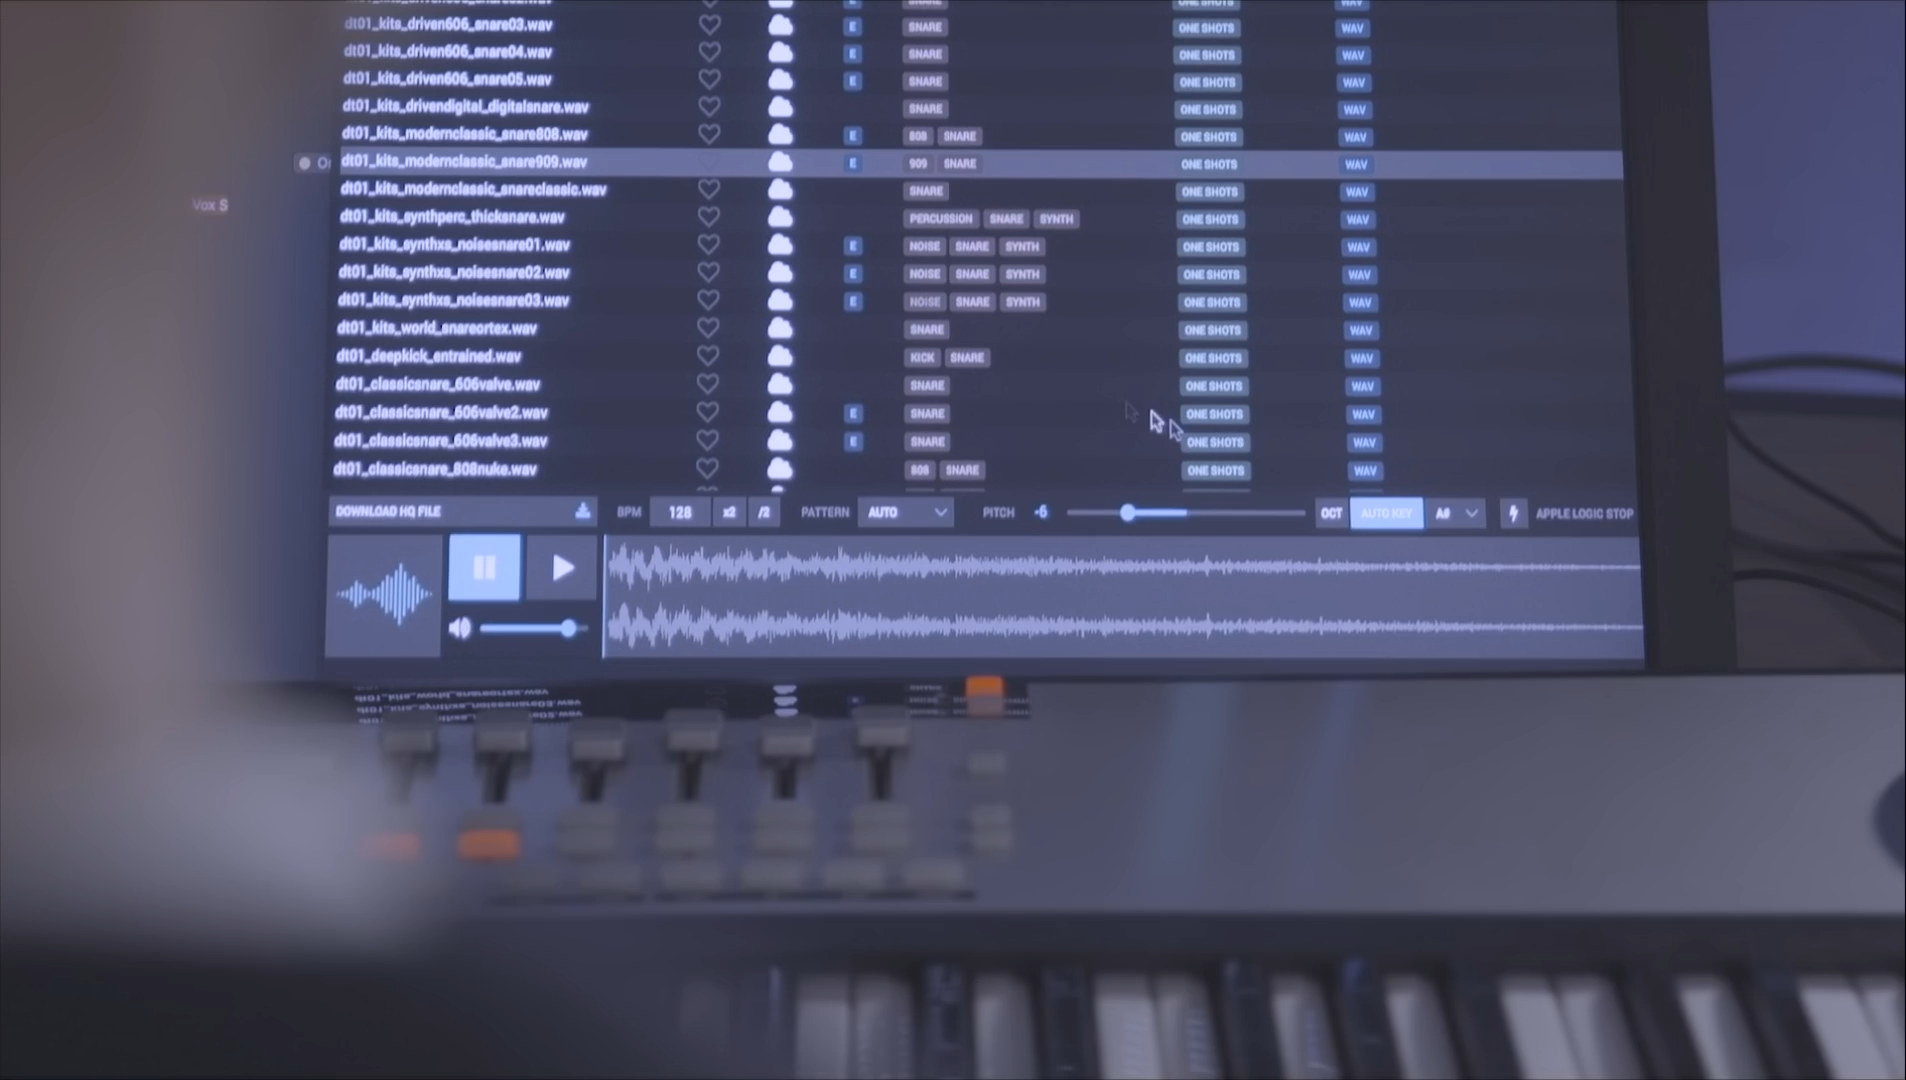 SNARE ONE SHOTS WAV
dt01_kits_driven606_snare03.wav E SNARE ONE SHOTS WAV
dt01_kits_driven606_snare04.wav E SNARE ONE SHOTS WAV
dt01_kits_driven606_snare05.wav E SNARE ONE SHOTS WAV
dt01_kits_drivendigital_digitalsnare.wav SNARE ONE SHOTS WAV
dt01_kits_modernclassic_snare808.wav E 808 SNARE ONE SHOTS WAV
dt01_kits_modernclassic_snare909.wav E 909 SNARE ONE SHOTS WAV
dt01_kits_modernclassic_snareclassic.wav SNARE ONE SHOTS WAV
Vox S
dt01_kits_synthperc_thicksnare.wav PERCUSSION SNARE SYNTH ONE SHOTS WAV
dt01_kits_synthxs_noisesnare01.wav E NOISE SNARE SYNTH ONE SHOTS WAV
dt01_kits_synthxs_noisesnare02.wav E NOISE SNARE SYNTH ONE SHOTS WAV
dt01_kits_synthxs_noisesnare03.wav E NOISE SNARE SYNTH ONE SHOTS WAV
dt01_kits_world_snareortex.wav SNARE ONE SHOTS WAV
dt01_deepkick_entrained.wav KICK SNARE ONE SHOTS WAV
dt01_classicsnare_606valve.wav SNARE ONE SHOTS WAV
dt01_classicsnare_606valve2.wav E SNARE ONE SHOTS WAV
dt01_classicsnare_606valve3.wav E SNARE ONE SHOTS WAV
dt01_classicsnare_808nuke.wav 808 SNARE ONE SHOTS WAV
DOWNLOAD HQ FILE BPM 128 x2 /2 PATTERN AUTO PITCH -6 OCT AUTO KEY A# APPLE LOGIC STOP